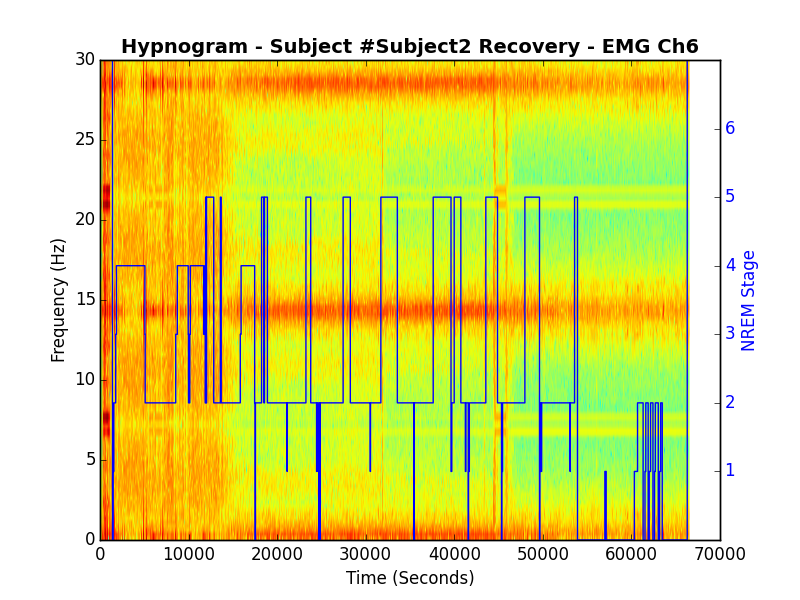 Hypnogram - Subject #Subject2 Recovery - EMG Ch6
30
25
20
15
10
5
0
Frequency (Hz)
6
5
4
3
2
1
NREM Stage
0 10000 20000 30000 40000 50000 60000 70000
Time (Seconds)